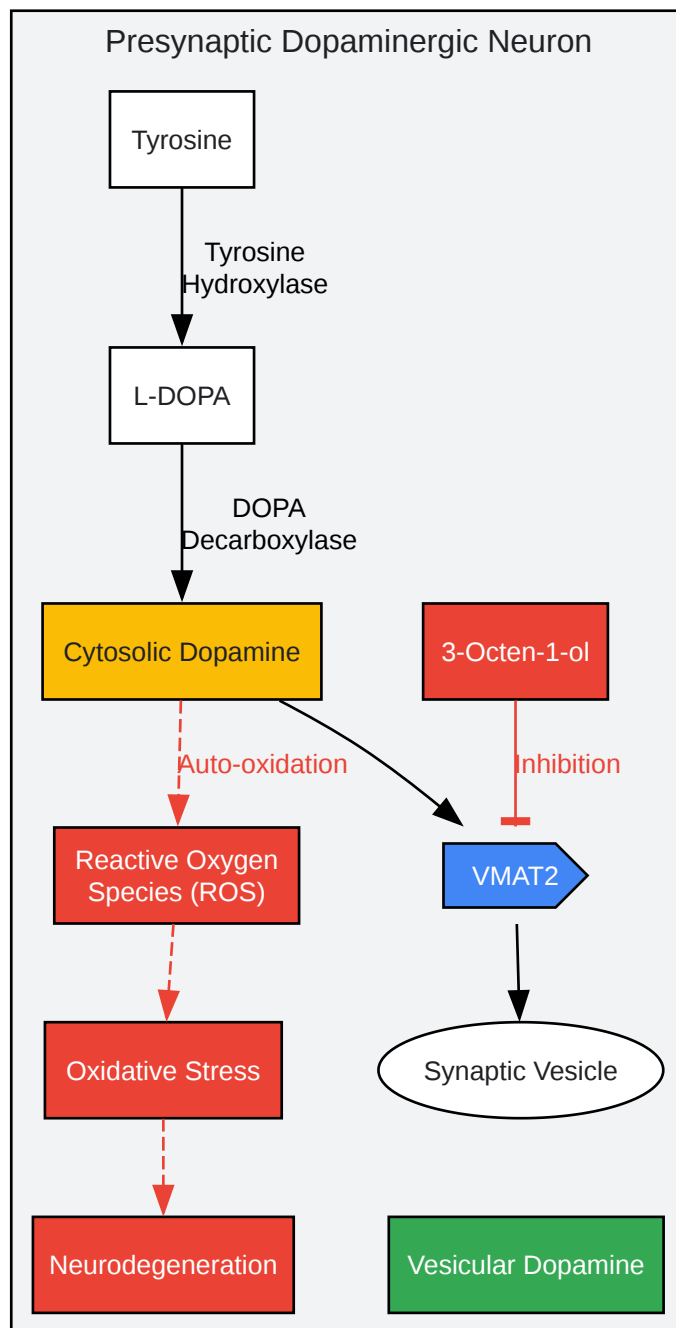 Presynaptic Dopaminergic Neuron
Tyrosine
Tyrosine
Hydroxylase
L-DOPA
DOPA
Decarboxylase
Cytosolic Dopamine
3-Octen-1-ol
Auto-oxidation
Inhibition
Reactive Oxygen
Species (ROS)
VMAT2
Oxidative Stress
Synaptic Vesicle
Neurodegeneration
Vesicular Dopamine